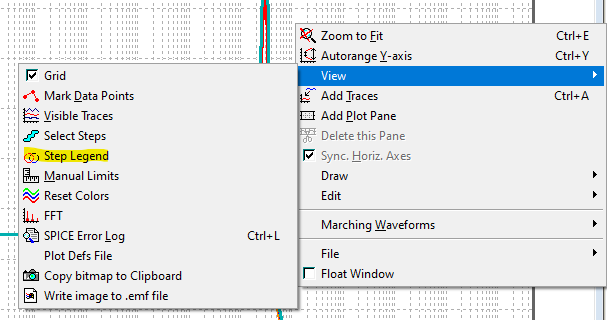 Zoom to Fit Ctrl+E
Autorange Y-axis Ctrl+Y
View
Add Traces Ctrl+A
Add Plot Pane
Delete this Pane
Sync. Horiz. Axes
Draw
Edit
Marching Waveforms
File
Float Window
Grid
Mark Data Points
Visible Traces
Select Steps
Step Legend
Manual Limits
Reset Colors
FFT
SPICE Error Log Ctrl+L
Plot Defs File
Copy bitmap to Clipboard
Write image to .emf file